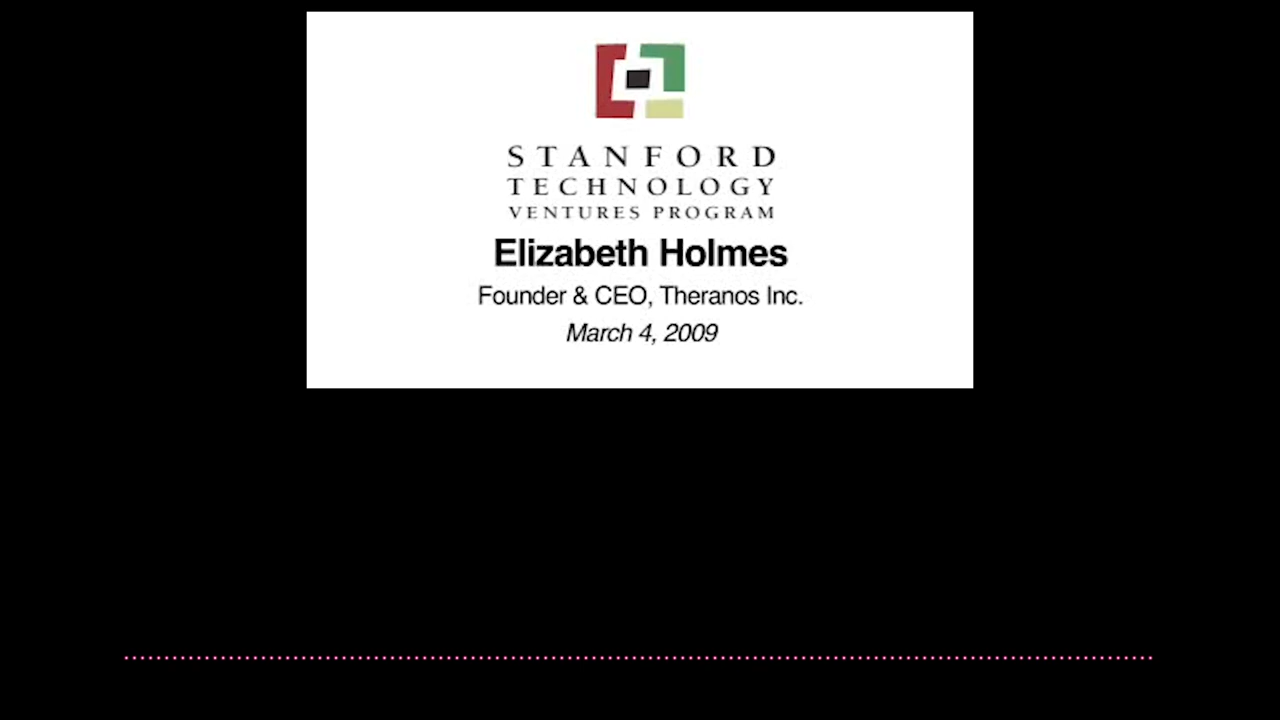 STANFORD
TECHNOLOGY
VENTURES PROGRAM
Elizabeth Holmes
Founder & CEO, Theranos Inc.
March 4, 2009